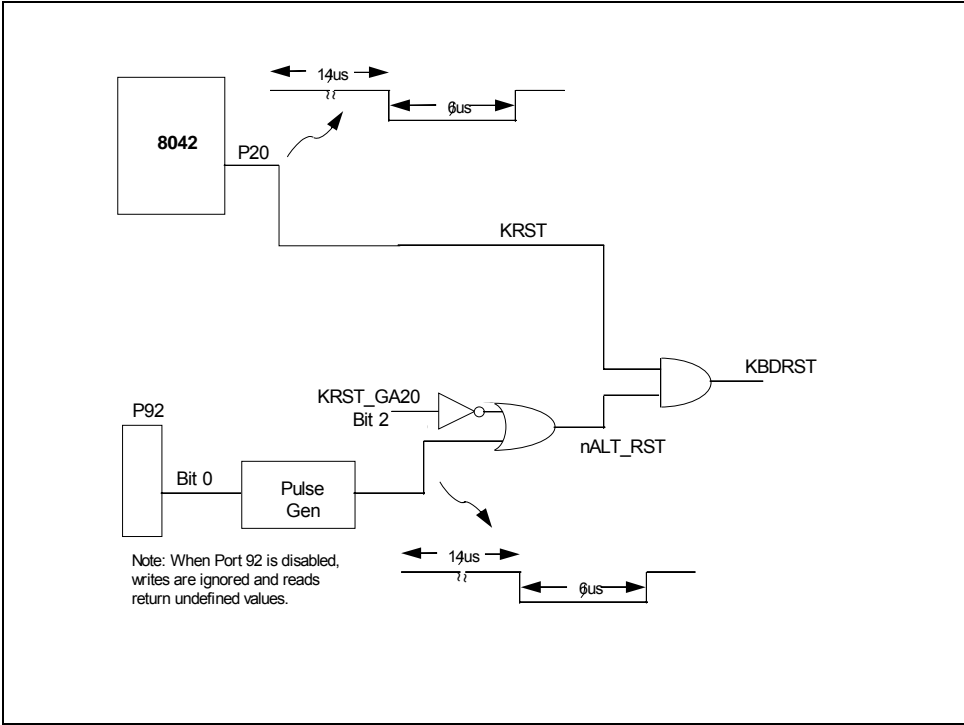 14us
6us
8042
P20
KRST
KBDRST
KRST_GA20
Bit 2
nALT_RST
P92
Bit 0
Pulse
Gen
14us
6us
Note: When Port 92 is disabled,
writes are ignored and reads
return undefined values.